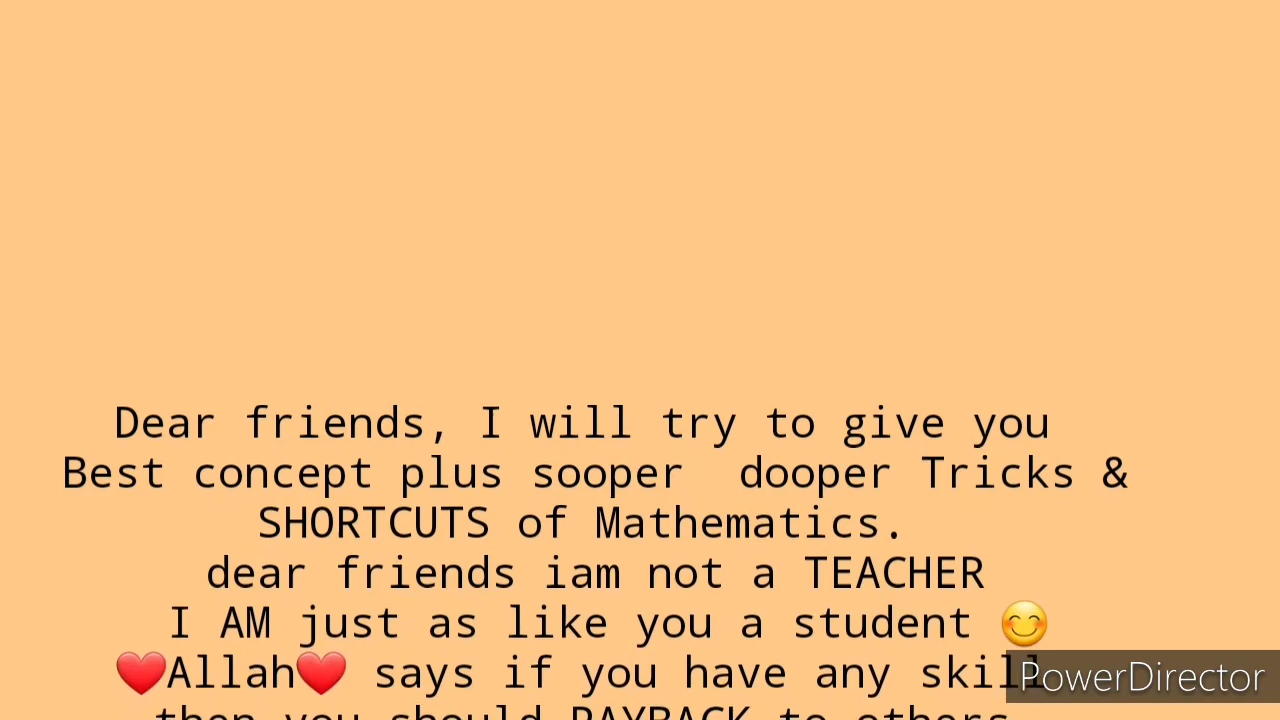 Dear friends, I will try to give you
Best concept plus sooper  dooper Tricks &
SHORTCUTS of Mathematics.
dear friends iam not a TEACHER
I AM just as like you a student 😊
❤️Allah❤️ says if you have any skill
then you should PAYBACK to others
PowerDirector